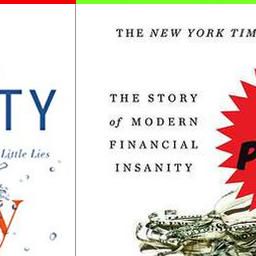 TY
Little Lies
y
THE NEW YORK TIM
THE STORY
of MODERN
FINANCIAL
INSANITY
P